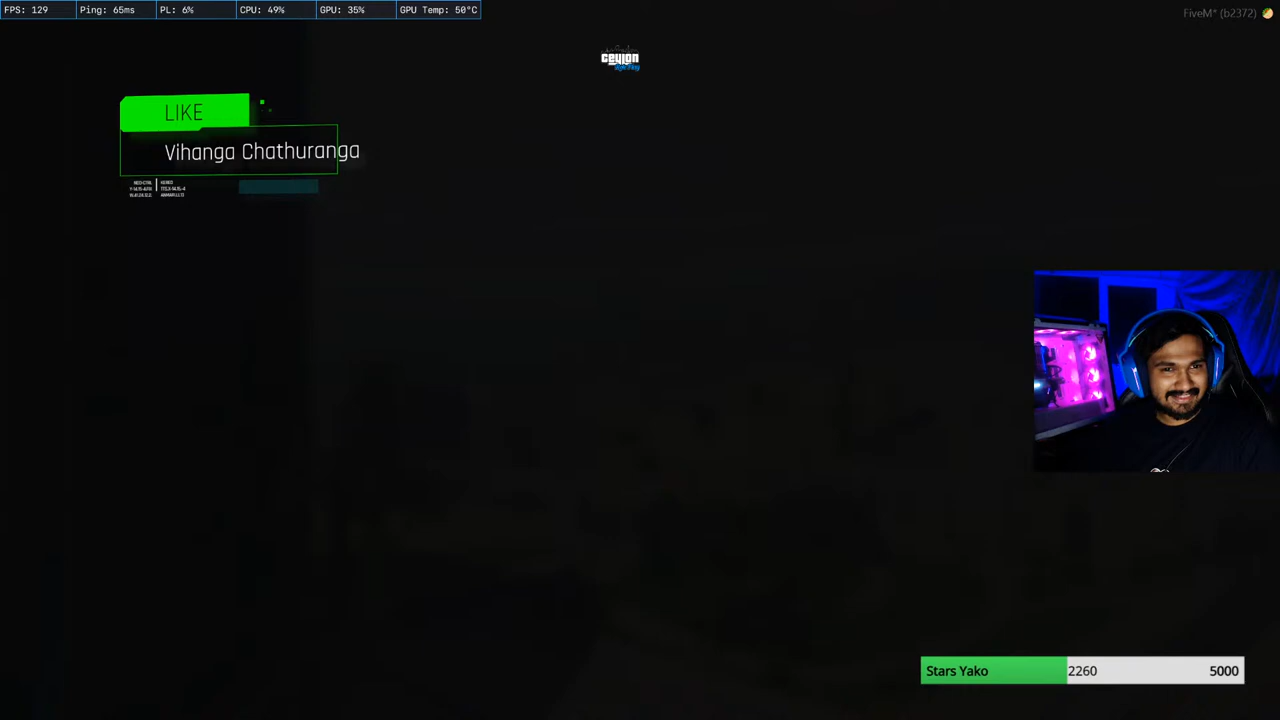 FPS: 129 Ping: 65ms PL: 6% CPU: 49% GPU: 35% GPU Temp: 50°C
FiveM* (b2372)
CEYLON
LIKE
Vihanga Chathuranga
Stars Yako 2260 5000